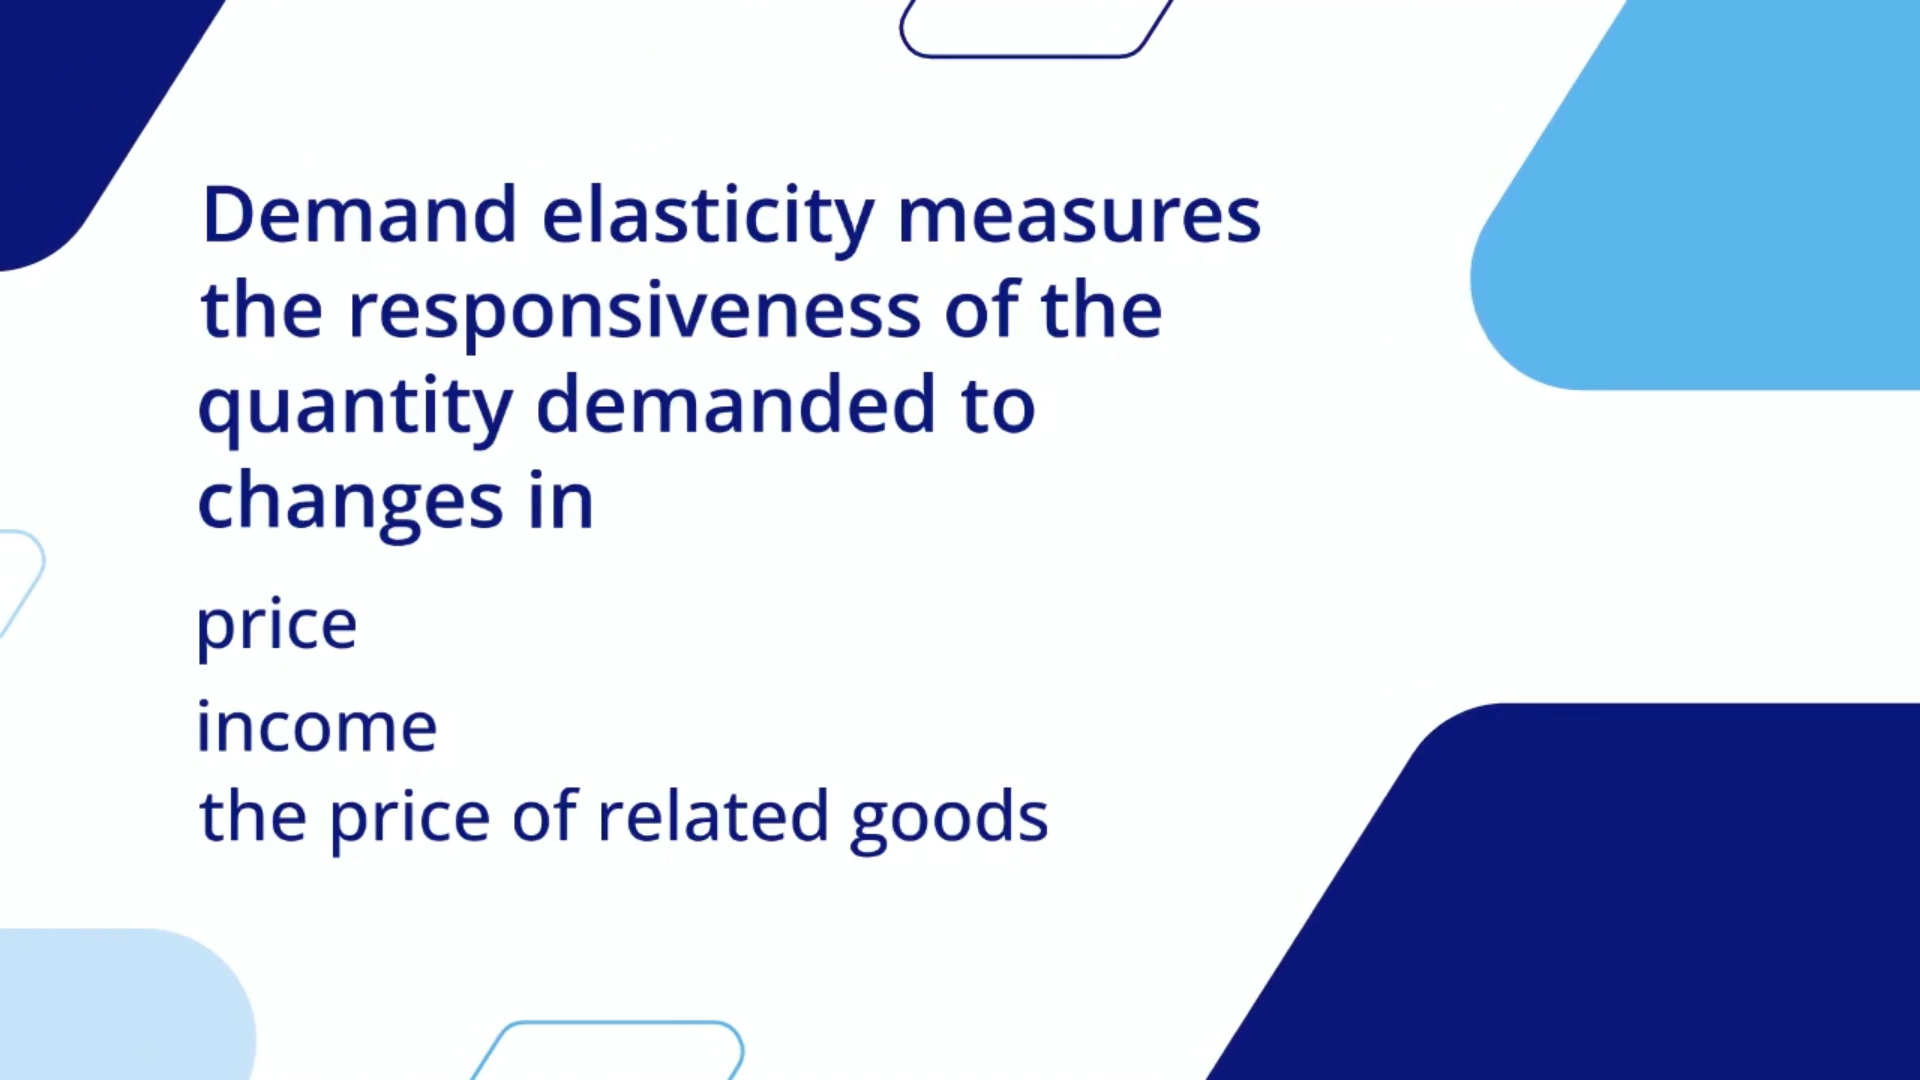 Demand elasticity measures
the responsiveness of the
quantity demanded to
changes in
price
income
the price of related goods